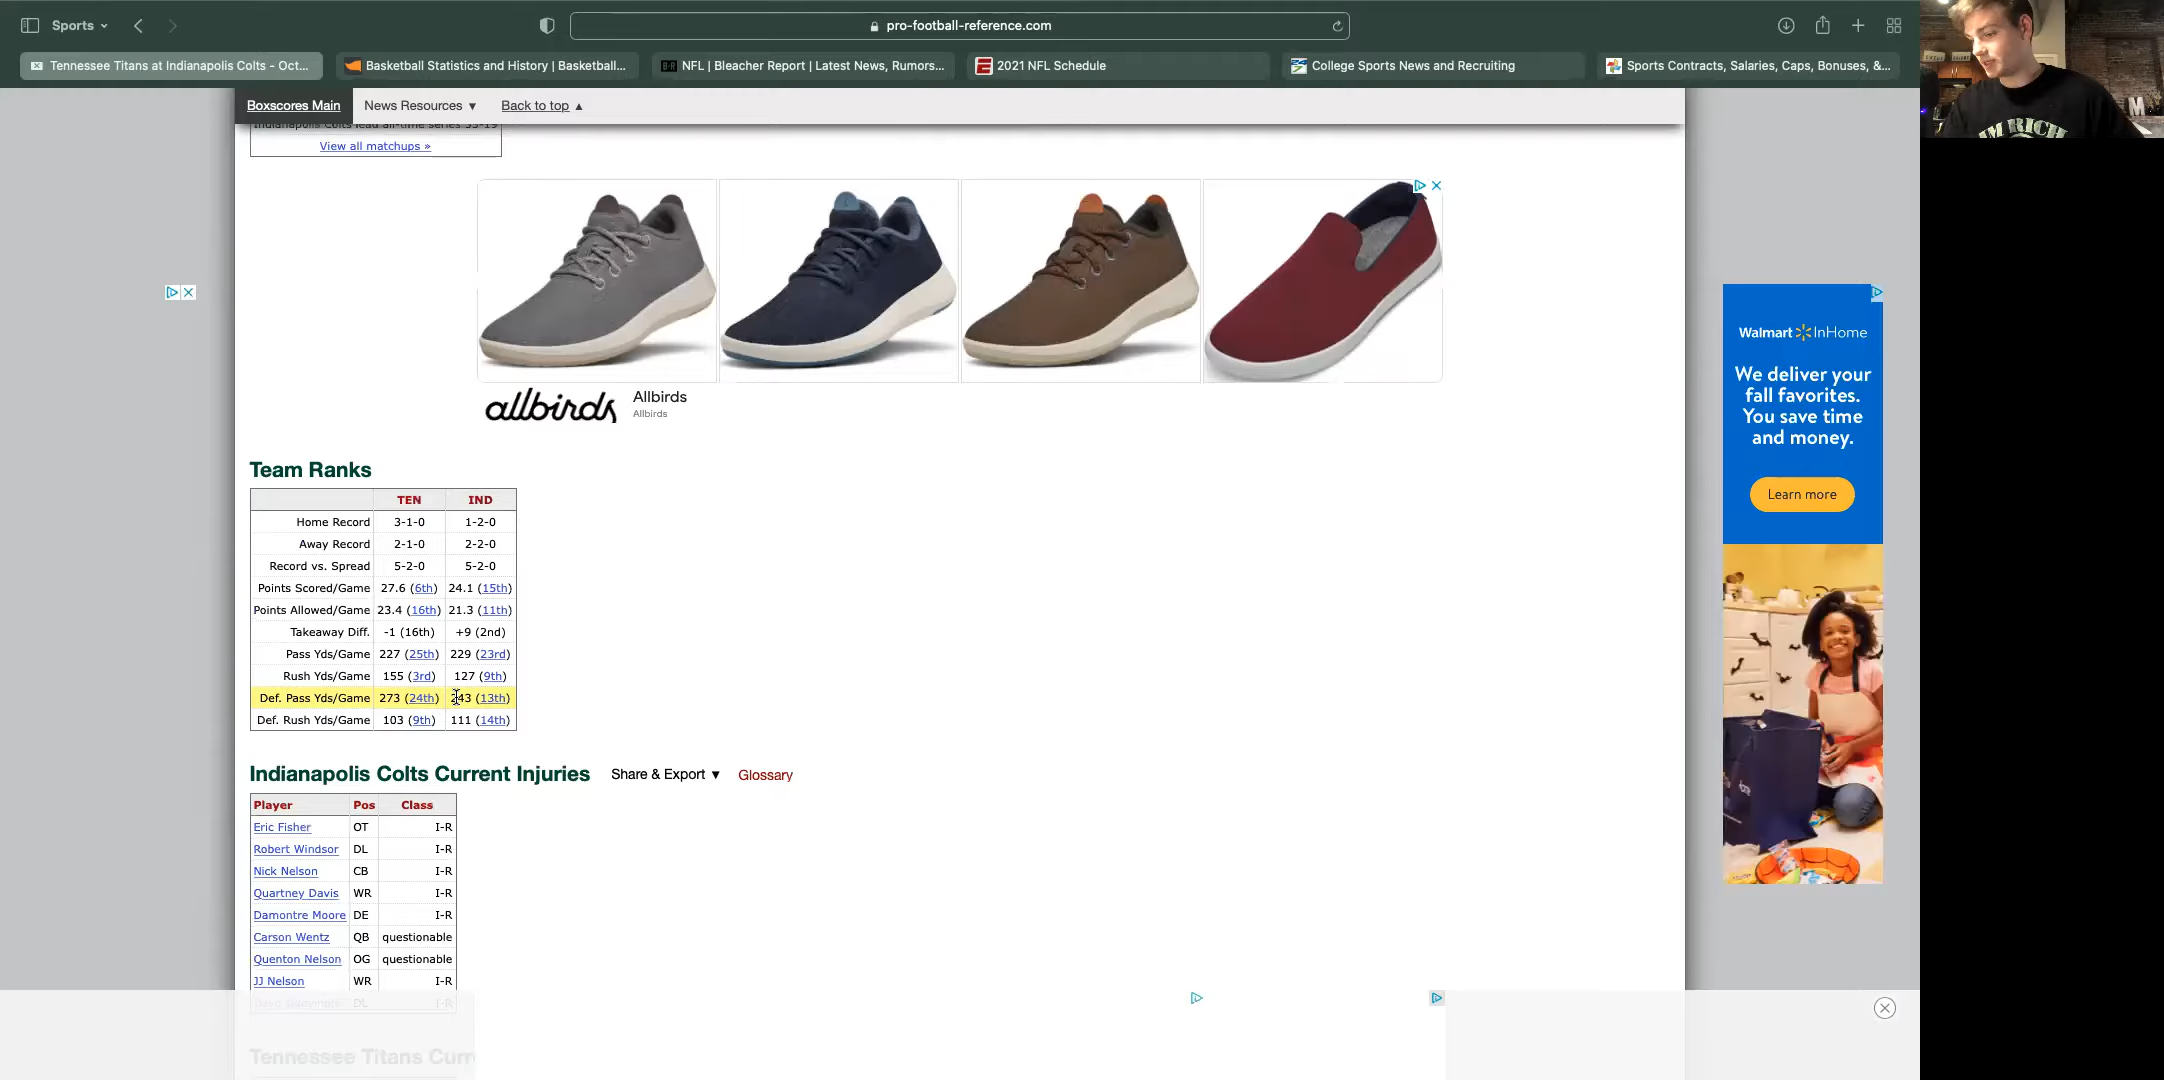 Sports
pro-football-reference.com
Tennessee Titans at Indianapolis Colts - Oct...
Basketball Statistics and History | Basketball...
NFL | Bleacher Report | Latest News, Rumors...
2021 NFL Schedule
College Sports News and Recruiting
Sports Contracts, Salaries, Caps, Bonuses, &...
Boxscores Main
News Resources ▼
Back to top ▲
View all matchups »
IM RICH
M
allbirds
Allbirds
Allbirds
Walmart InHome
We deliver your
fall favorites.
You save time
and money.
Learn more
Team Ranks
TEN IND
Home Record 3-1-0 1-2-0
Away Record 2-1-0 2-2-0
Record vs. Spread 5-2-0 5-2-0
Points Scored/Game 27.6 (6th) 24.1 (15th)
Points Allowed/Game 23.4 (16th) 21.3 (11th)
Takeaway Diff. -1 (16th) +9 (2nd)
Pass Yds/Game 227 (25th) 229 (23rd)
Rush Yds/Game 155 (3rd) 127 (9th)
Def. Pass Yds/Game 273 (24th) 243 (13th)
Def. Rush Yds/Game 103 (9th) 111 (14th)
Indianapolis Colts Current Injuries Share & Export ▼ Glossary
Player Pos Class
Eric Fisher OT I-R
Robert Windsor DL I-R
Nick Nelson CB I-R
Quartney Davis WR I-R
Damontre Moore DE I-R
Carson Wentz QB questionable
Quenton Nelson OG questionable
JJ Nelson WR I-R
DL I-R
Tennessee Titans Curr